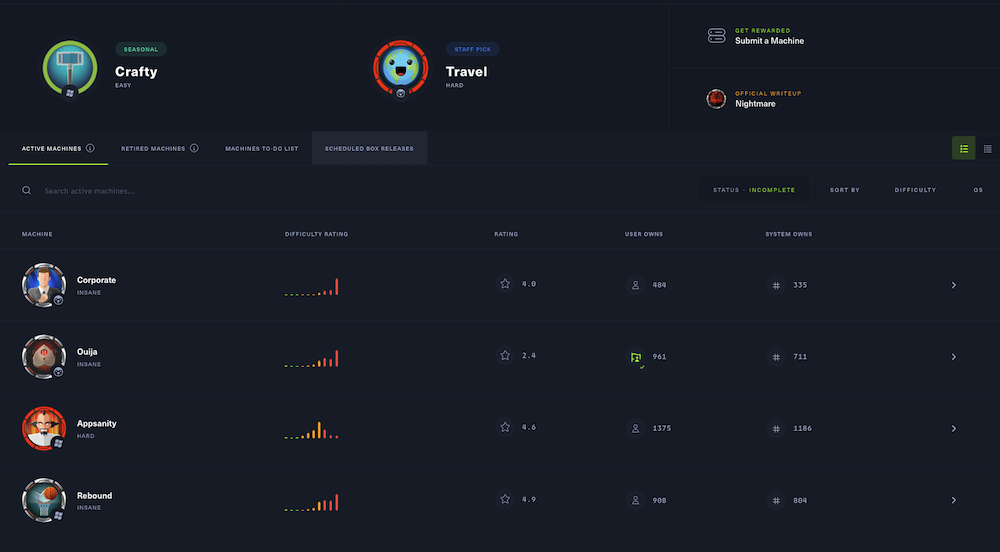 SEASONAL
Crafty
EASY
STAFF PICK
Travel
HARD
GET REWARDED
Submit a Machine
OFFICIAL WRITEUP
Nightmare
ACTIVE MACHINES
RETIRED MACHINES
MACHINES TO-DO LIST
SCHEDULED BOX RELEASES
Search active machines...
STATUS - INCOMPLETE
SORT BY
DIFFICULTY
OS
MACHINE
DIFFICULTY RATING
RATING
USER OWNS
SYSTEM OWNS
Corporate
INSANE
4.0
484
335
Ouija
INSANE
2.4
961
711
Appsanity
HARD
4.6
1375
1186
Rebound
INSANE
4.9
908
804